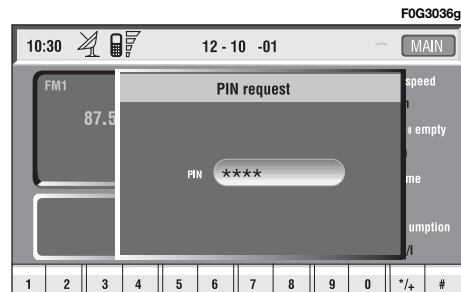 F0G3036g
10:30 12 - 10 -01 MAIN
FM1
87.5
PIN request
PIN ****
speed
empty
me
umption
/l
1 2 3 4 5 6 7 8 9 0 */+ #